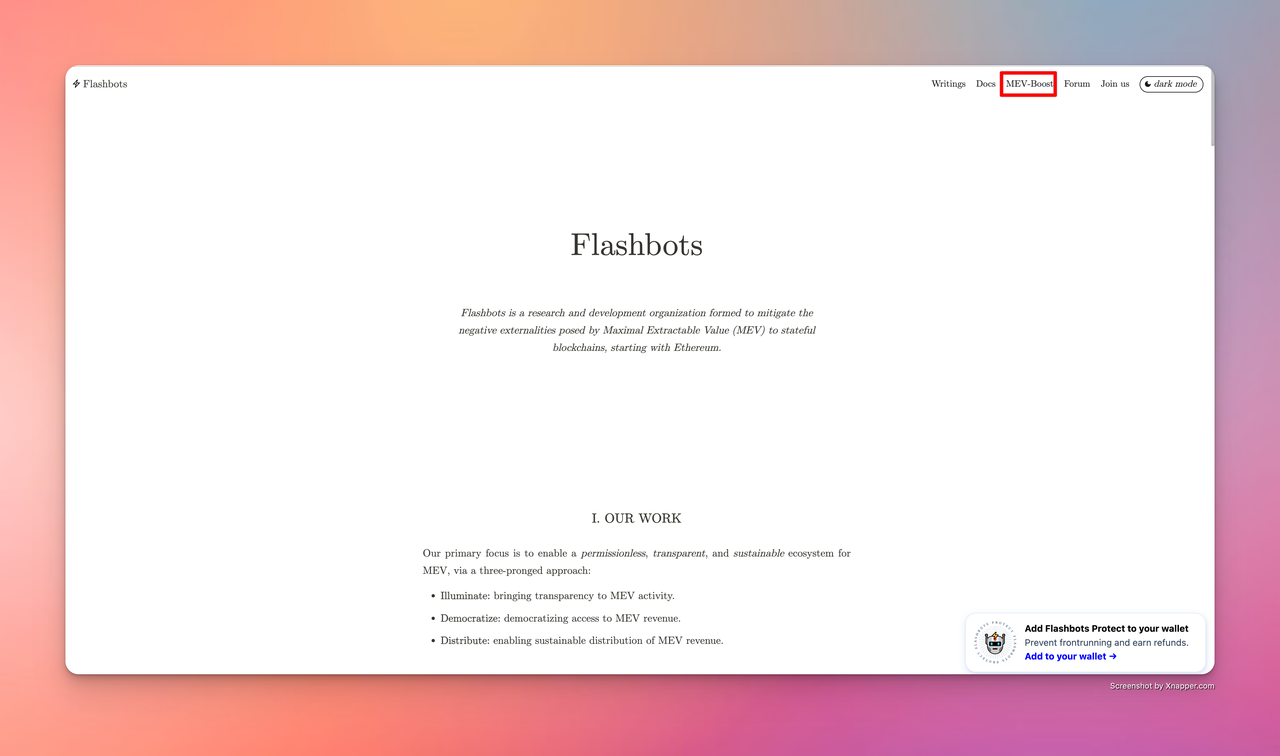 Flashbots
Writings Docs MEV-Boost Forum Join us dark mode
Flashbots
Flashbots is a research and development organization formed to mitigate the
negative externalities posed by Maximal Extractable Value (MEV) to stateful
blockchains, starting with Ethereum.
I. OUR WORK
Our primary focus is to enable a permissionless, transparent, and sustainable ecosystem for
MEV, via a three-pronged approach:
• Illuminate: bringing transparency to MEV activity.
• Democratize: democratizing access to MEV revenue.
• Distribute: enabling sustainable distribution of MEV revenue.
Add Flashbots Protect to your wallet
Prevent frontrunning and earn refunds.
Add to your wallet →
Screenshot by Xnapper.com